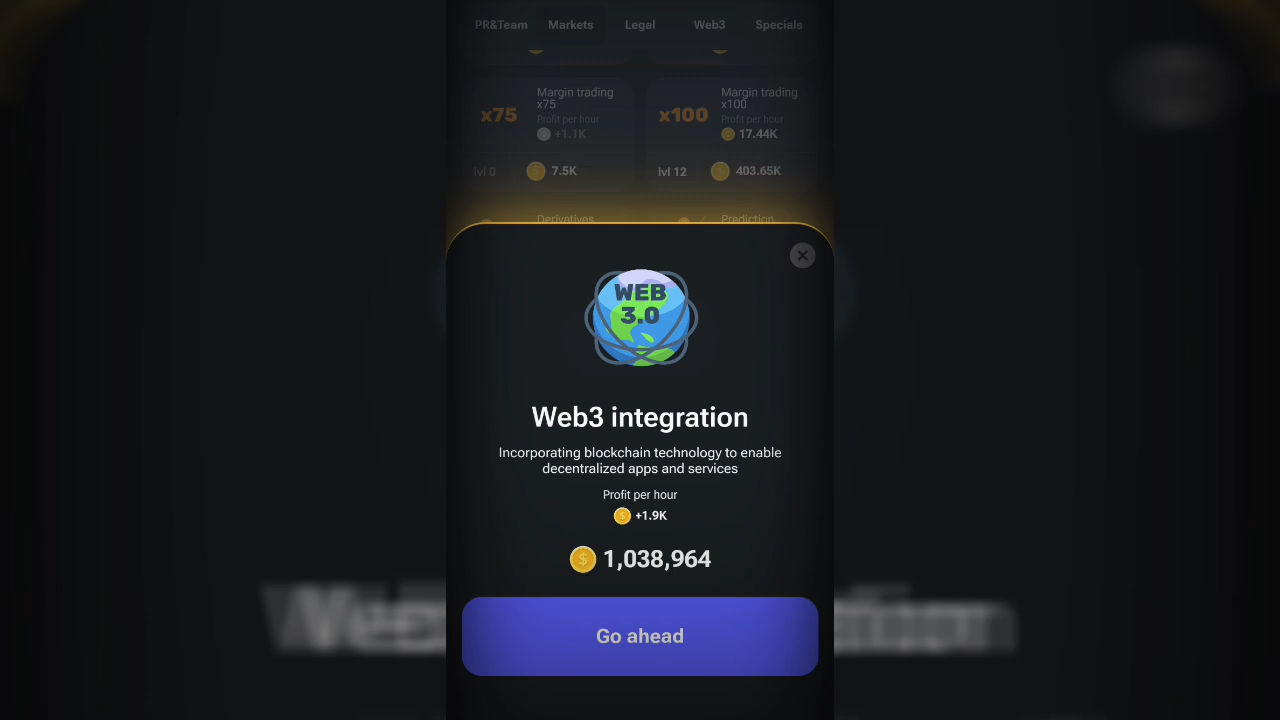 PR&Team Markets Legal Web3 Specials
x75 Margin trading x75
Profit per hour
+1.1K
lvl 0 7.5K
x100 Margin trading x100
Profit per hour
17.44K
lvl 12 403.65K
Derivatives
Prediction
WEB
3.0
Web3 integration
Incorporating blockchain technology to enable
decentralized apps and services
Profit per hour
+1.9K
1,038,964
Go ahead